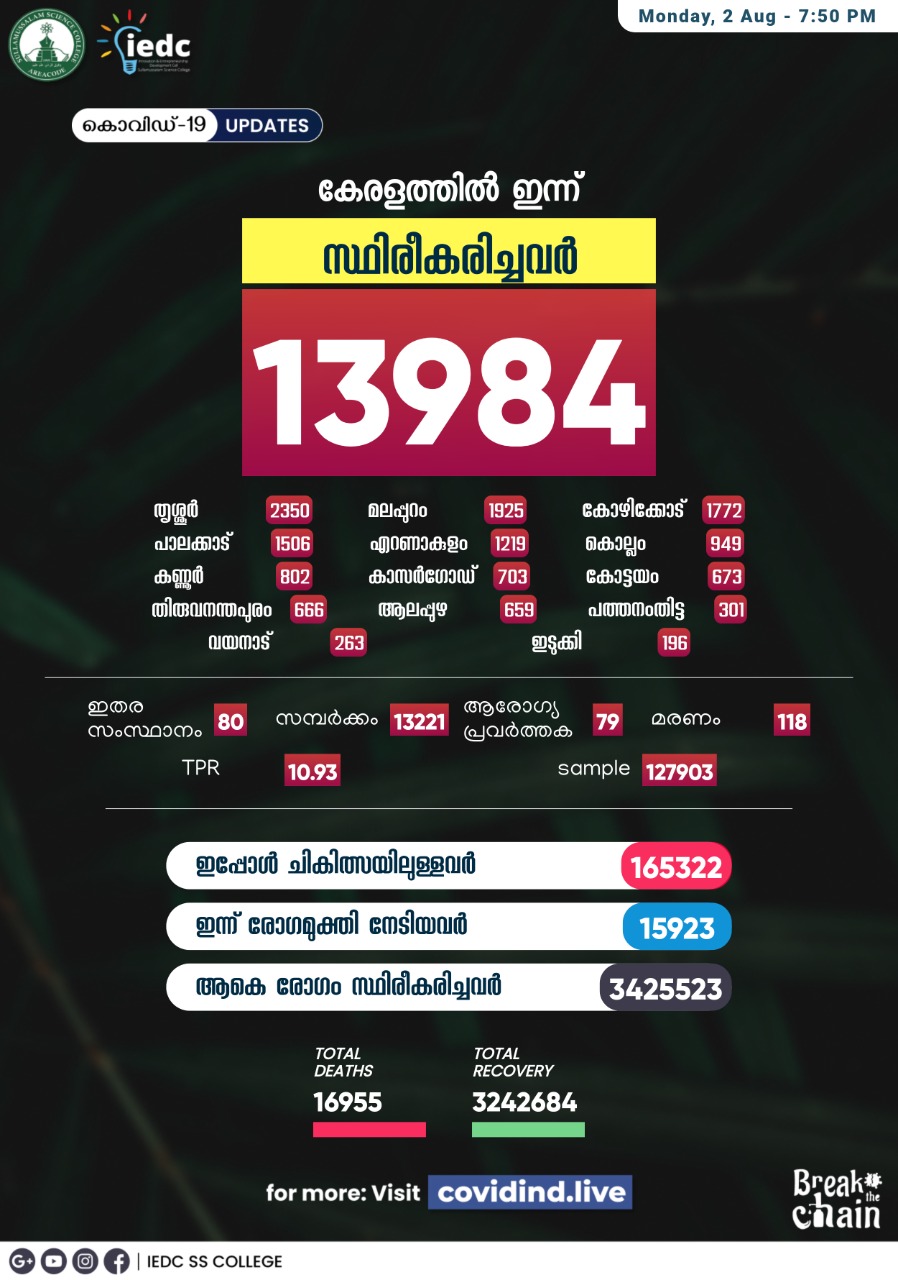 Monday, 2 Aug - 7:50 PM
SULLAMUSSALAM SCIENCE COLLEGE
AREACODE
iedc
കൊവിഡ്-19 UPDATES
കേരളത്തിൽ ഇന്ന്
സ്ഥിരീകരിച്ചവർ
13984
തൃശ്ശൂർ 2350 മലപ്പുറം 1925 കോഴിക്കോട് 1772
പാലക്കാട് 1506 എറണാകുളം 1219 കൊല്ലം 949
കണ്ണൂർ 802 കാസർഗോഡ് 703 കോട്ടയം 673
തിരുവനന്തപുരം 666 ആലപ്പുഴ 659 പത്തനംതിട്ട 301
വയനാട് 263 ഇടുക്കി 196
ഇതര
സംസ്ഥാനം 80 സമ്പർക്കം 13221 ആരോഗ്യ
പ്രവർത്തക 79 മരണം 118
TPR 10.93 sample 127903
ഇപ്പോൾ ചികിത്സയിലുള്ളവർ 165322
ഇന്ന് രോഗമുക്തി നേടിയവർ 15923
ആകെ രോഗം സ്ഥിരീകരിച്ചവർ 3425523
TOTAL
DEATHS
16955
TOTAL
RECOVERY
3242684
for more: Visit covidind.live
Break
the
chain
IEDC SS COLLEGE